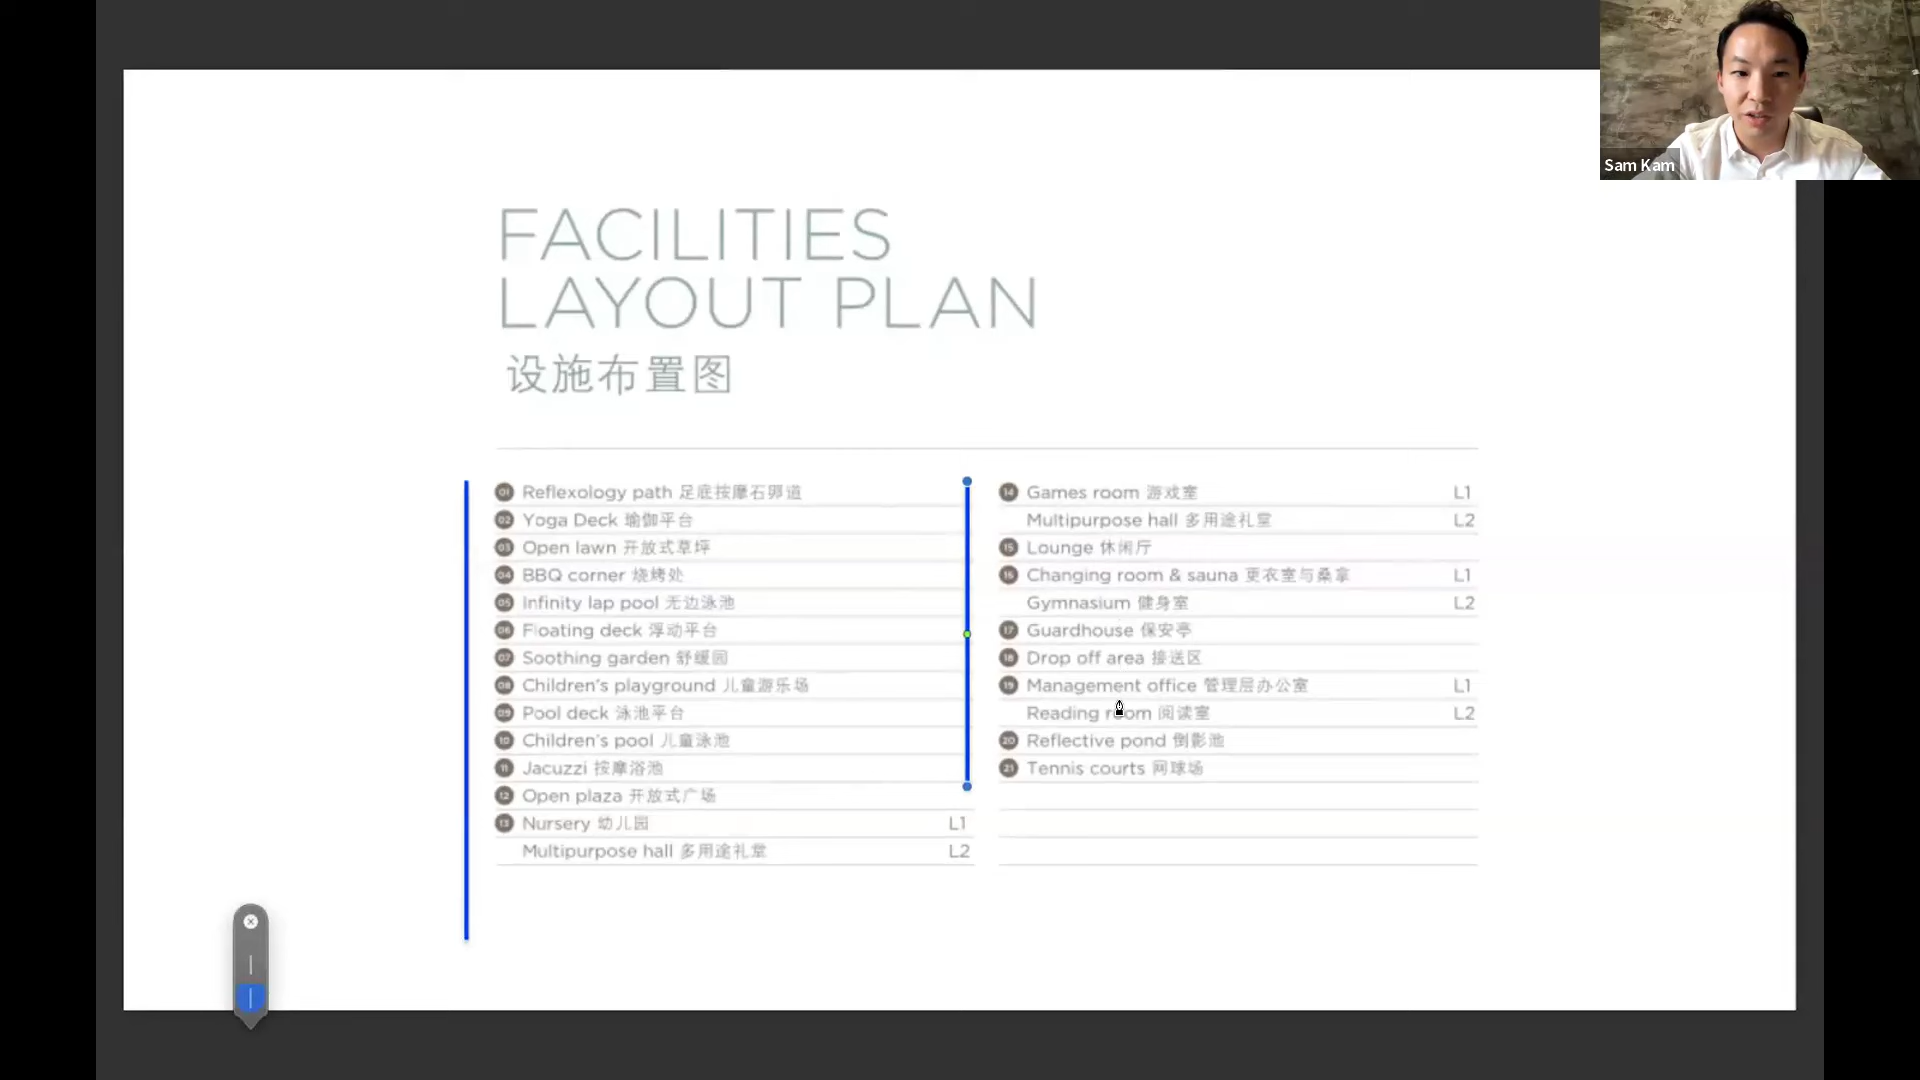 Sam Kam
FACILITIES
LAYOUT PLAN
设施布置图
01 Reflexology path 足底按摩石卵道
02 Yoga Deck 瑜伽平台
03 Open lawn 开放式草坪
04 BBQ corner 烧烤处
05 Infinity lap pool 无边泳池
06 Floating deck 浮动平台
07 Soothing garden 舒缓园
08 Children's playground 儿童游乐场
09 Pool deck 泳池平台
10 Children's pool 儿童泳池
11 Jacuzzi 按摩浴池
12 Open plaza 开放式广场
13 Nursery 幼儿园 L1
Multipurpose hall 多用途礼堂 L2
14 Games room 游戏室 L1
Multipurpose hall 多用途礼堂 L2
15 Lounge 休闲厅
16 Changing room & sauna 更衣室与桑拿 L1
Gymnasium 健身室 L2
17 Guardhouse 保安亭
18 Drop off area 接送区
19 Management office 管理层办公室 L1
Reading room 阅读室 L2
20 Reflective pond 倒影池
21 Tennis courts 网球场